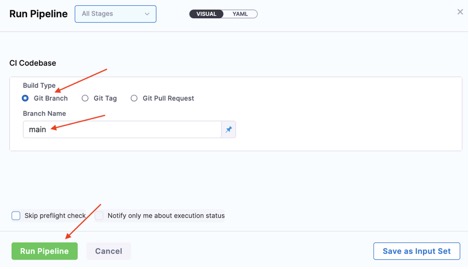 Run Pipeline
All Stages
VISUAL
YAML
CI Codebase
Build Type
Git Branch
Git Tag
Git Pull Request
Branch Name
main
Skip preflight check
Notify only me about execution status
Run Pipeline
Cancel
Save as Input Set